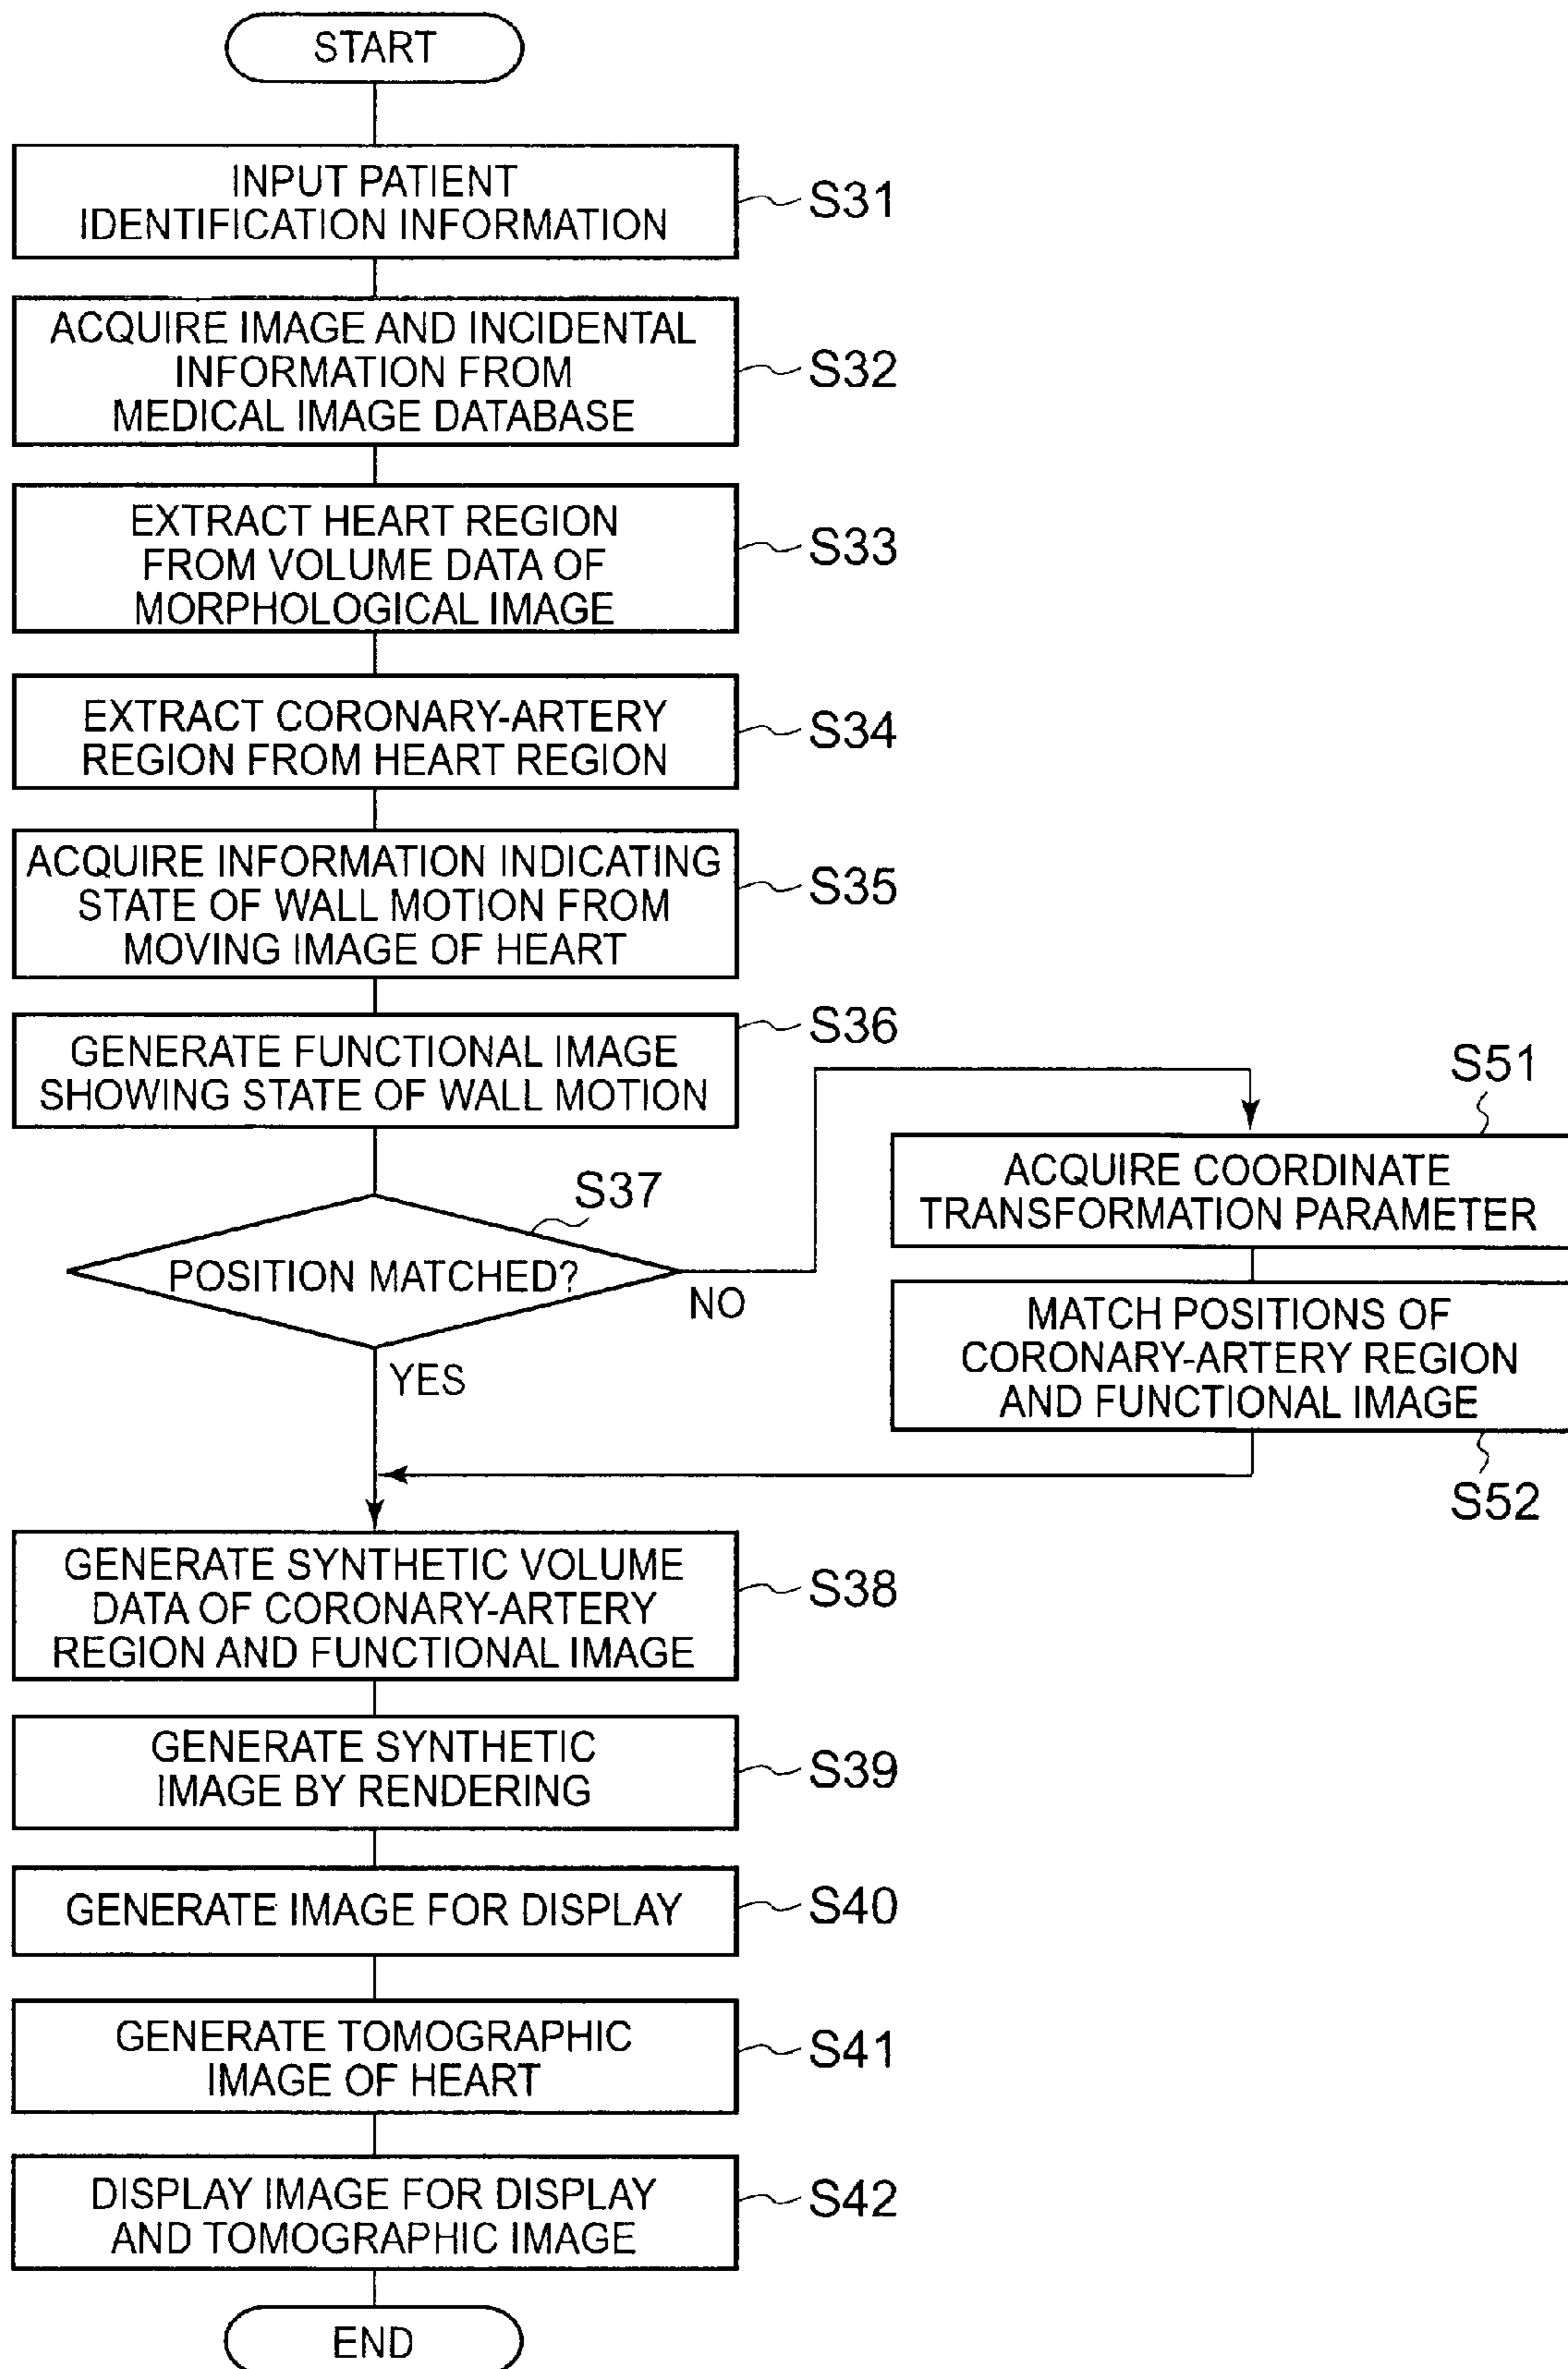 START
INPUT PATIENT
IDENTIFICATION INFORMATION
S31
ACQUIRE IMAGE AND INCIDENTAL
INFORMATION FROM
MEDICAL IMAGE DATABASE
S32
EXTRACT HEART REGION
FROM VOLUME DATA OF
MORPHOLOGICAL IMAGE
S33
EXTRACT CORONARY-ARTERY
REGION FROM HEART REGION
S34
ACQUIRE INFORMATION INDICATING
STATE OF WALL MOTION FROM
MOVING IMAGE OF HEART
S35
GENERATE FUNCTIONAL IMAGE
SHOWING STATE OF WALL MOTION
S36
POSITION MATCHED?
S37
NO
YES
S51
ACQUIRE COORDINATE
TRANSFORMATION PARAMETER
MATCH POSITIONS OF
CORONARY-ARTERY REGION
AND FUNCTIONAL IMAGE
S52
GENERATE SYNTHETIC VOLUME
DATA OF CORONARY-ARTERY
REGION AND FUNCTIONAL IMAGE
S38
GENERATE SYNTHETIC
IMAGE BY RENDERING
S39
GENERATE IMAGE FOR DISPLAY
S40
GENERATE TOMOGRAPHIC
IMAGE OF HEART
S41
DISPLAY IMAGE FOR DISPLAY
AND TOMOGRAPHIC IMAGE
S42
END